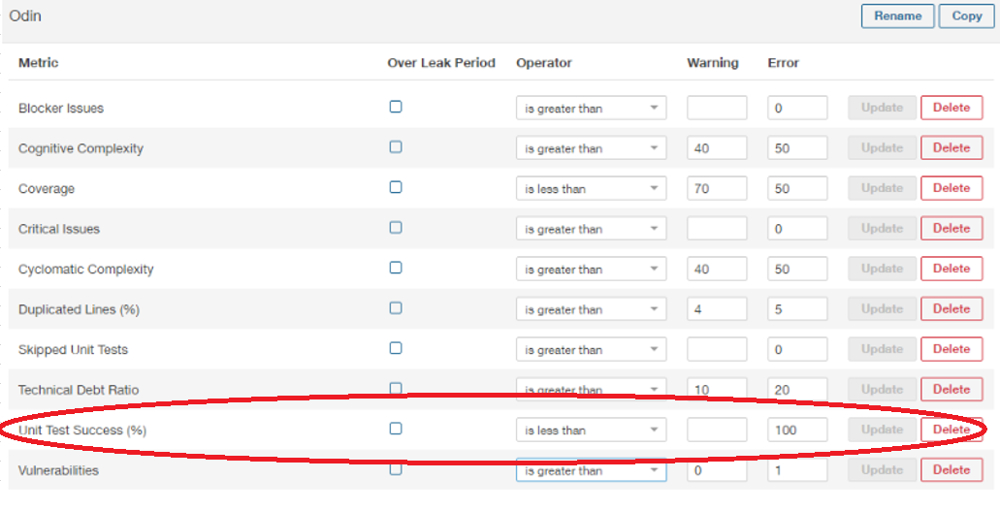 Odin Rename Copy
Metric Over Leak Period Operator Warning Error
Blocker Issues is greater than 0 Update Delete
Cognitive Complexity is greater than 40 50 Update Delete
Coverage is less than 70 50 Update Delete
Critical Issues is greater than 0 Update Delete
Cyclomatic Complexity is greater than 40 50 Update Delete
Duplicated Lines (%) is greater than 4 5 Update Delete
Skipped Unit Tests is greater than 0 Update Delete
Technical Debt Ratio is greater than 10 20 Update Delete
Unit Test Success (%) is less than 100 Update Delete
Vulnerabilities is greater than 0 1 Update Delete